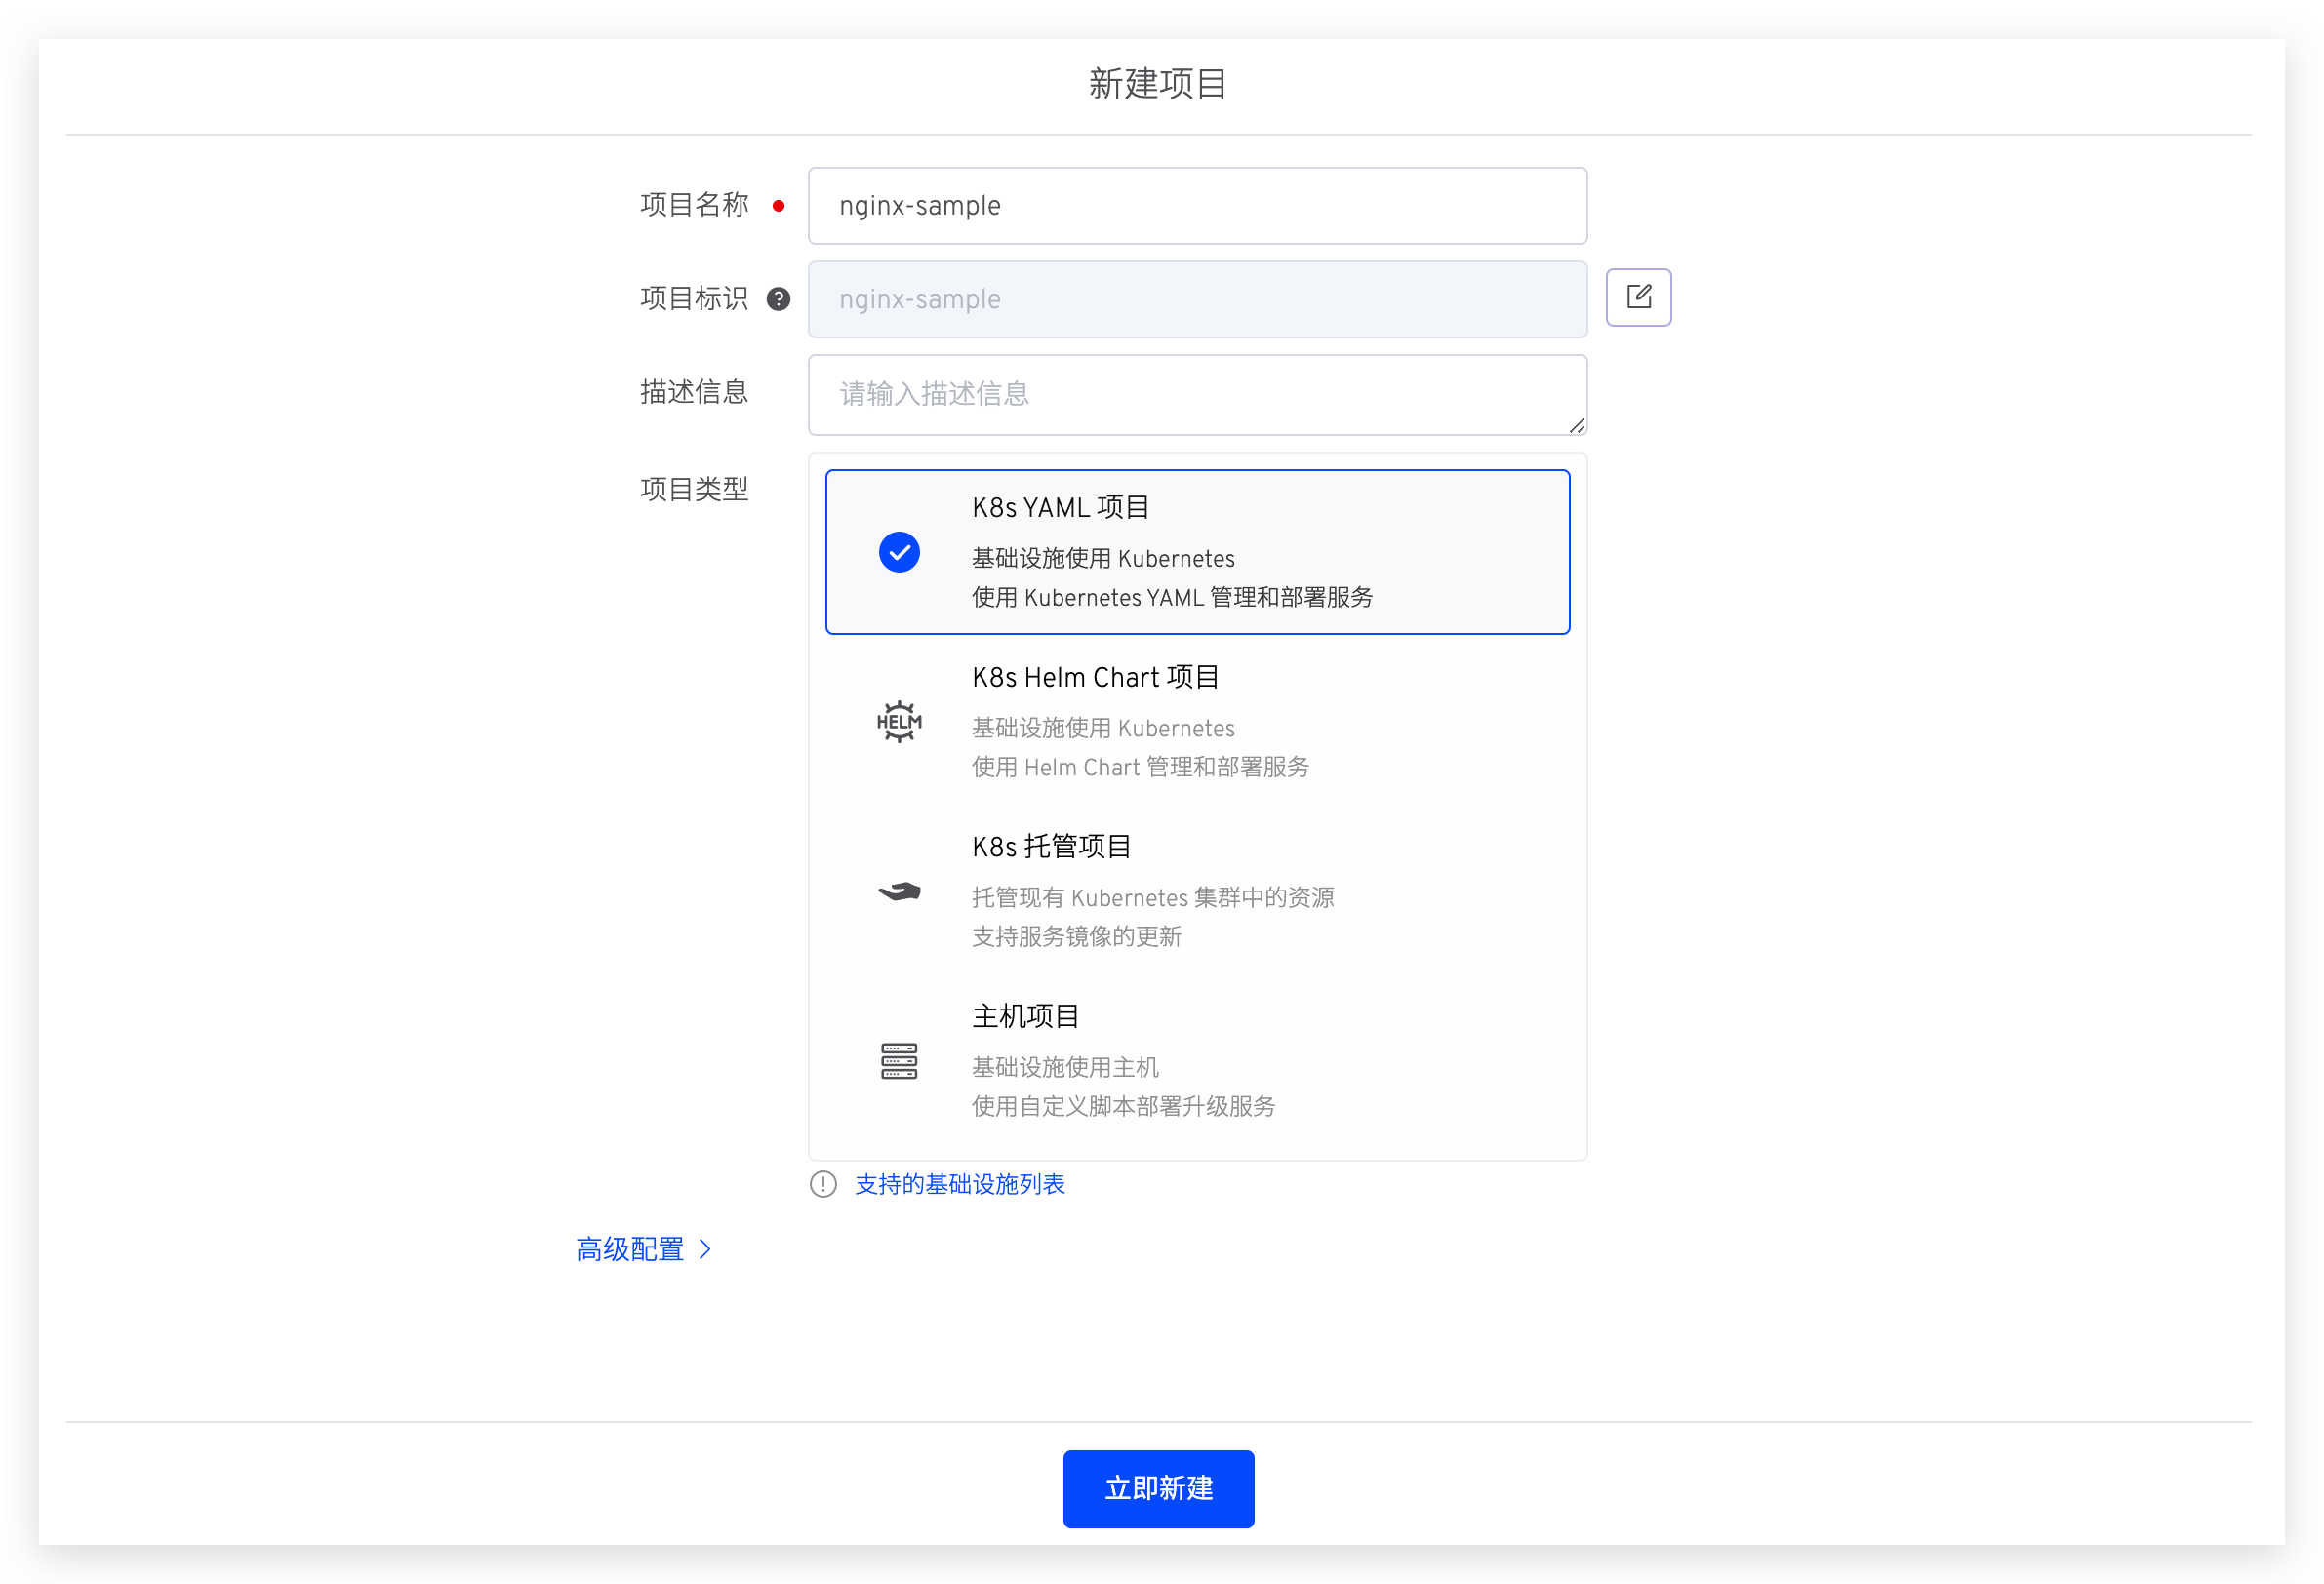 新建项目
项目名称
nginx-sample
项目标识
nginx-sample
描述信息
请输入描述信息
项目类型
K8s YAML 项目
基础设施使用 Kubernetes
使用 Kubernetes YAML 管理和部署服务
HELM
K8s Helm Chart 项目
基础设施使用 Kubernetes
使用 Helm Chart 管理和部署服务
K8s 托管项目
托管现有 Kubernetes 集群中的资源
支持服务镜像的更新
主机项目
基础设施使用主机
使用自定义脚本部署升级服务
支持的基础设施列表
高级配置
立即新建